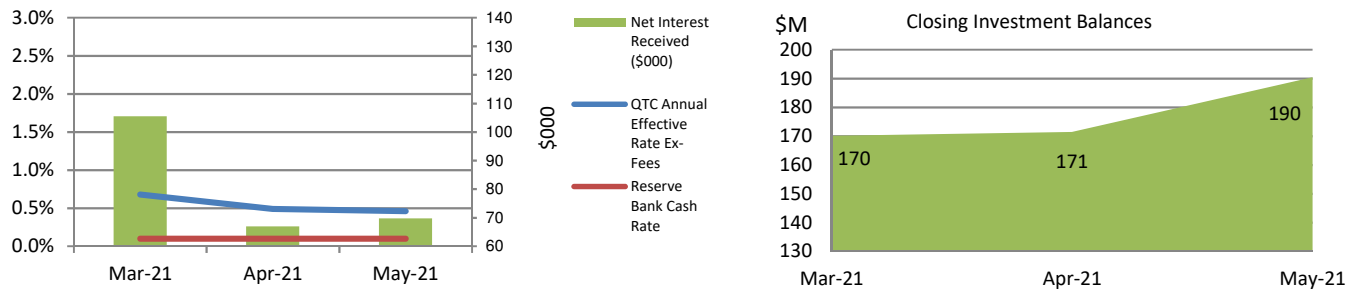 3.0%
2.5%
2.0%
1.5%
1.0%
0.5%
0.0%
140
130
120
110
100
90
80
70
60
$000
Mar-21
Apr-21
May-21
Net Interest
Received
($000)
QTC Annual
Effective
Rate Ex-
Fees
Reserve
Bank Cash
Rate
$M
Closing Investment Balances
200
190
180
170
160
150
140
130
170
171
190
Mar-21
Apr-21
May-21